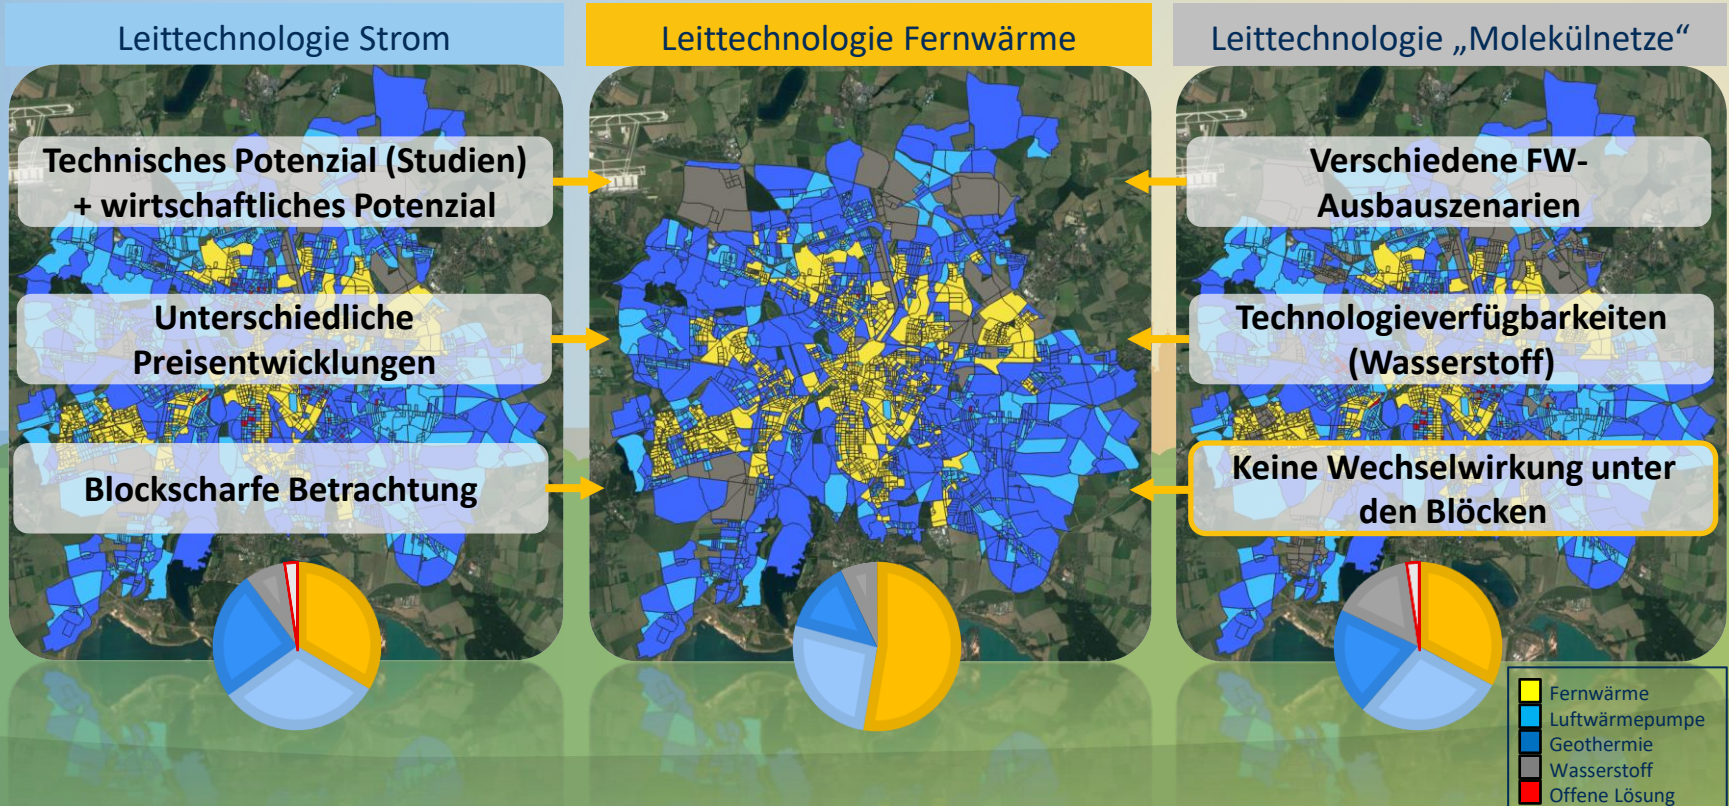 Leittechnologie Strom
Leittechnologie Fernwärme
Leittechnologie „Molekülnetze“
Technisches Potenzial (Studien)
+ wirtschaftliches Potenzial
Unterschiedliche
Preisentwicklungen
Blockscharfe Betrachtung
Verschiedene FW-
Ausbauszenarien
Technologieverfügbarkeiten
(Wasserstoff)
Keine Wechselwirkung unter
den Blöcken
Fernwärme
Luftwärmepumpe
Geothermie
Wasserstoff
Offene Lösung